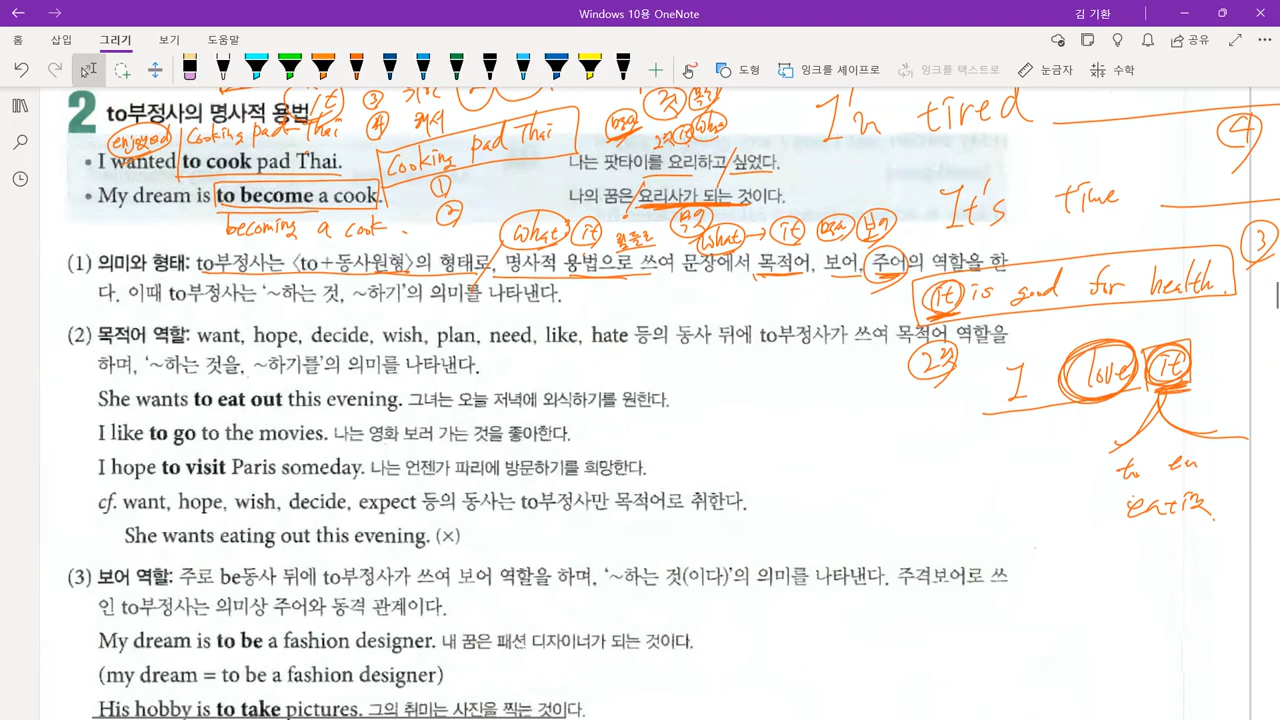 Windows 10용 OneNote
김 기환
홈 삽입 그리기 보기 도움말
공유
도형 잉크를 셰이프로 잉크를 텍스트로 눈금자 수학
2 to부정사의 명사적 용법
③
④
enjoyed cooking pad Thai
cooking pad Thai
I'm tired
④
• I wanted to cook pad Thai. 나는 팟타이를 요리하고 싶었다.
• My dream is to become a cook. 나의 꿈은 요리사가 되는 것이다.
①
②
becoming a cook.
It's time
③
what it what → it 보어
(1) 의미와 형태: to부정사는 〈to+동사원형〉의 형태로, 명사적 용법으로 쓰여 문장에서 목적어, 보어, 주어의 역할을 한
다. 이때 to부정사는 '~하는 것, ~하기'의 의미를 나타낸다.
it is good for health.
(2) 목적어 역할: want, hope, decide, wish, plan, need, like, hate 등의 동사 뒤에 to부정사가 쓰여 목적어 역할을
하며, '~하는 것을, ~하기를'의 의미를 나타낸다.
I love it
She wants to eat out this evening. 그녀는 오늘 저녁에 외식하기를 원한다.
I like to go to the movies. 나는 영화 보러 가는 것을 좋아한다.
I hope to visit Paris someday. 나는 언젠가 파리에 방문하기를 희망한다.
cf. want, hope, wish, decide, expect 등의 동사는 to부정사만 목적어로 취한다.
She wants eating out this evening. (×)
(3) 보어 역할: 주로 be동사 뒤에 to부정사가 쓰여 보어 역할을 하며, '~하는 것(이다)'의 의미를 나타낸다. 주격보어로 쓰
인 to부정사는 의미상 주어와 동격 관계이다.
My dream is to be a fashion designer. 내 꿈은 패션 디자이너가 되는 것이다.
(my dream = to be a fashion designer)
His hobby is to take pictures. 그의 취미는 사진을 찍는 것이다.